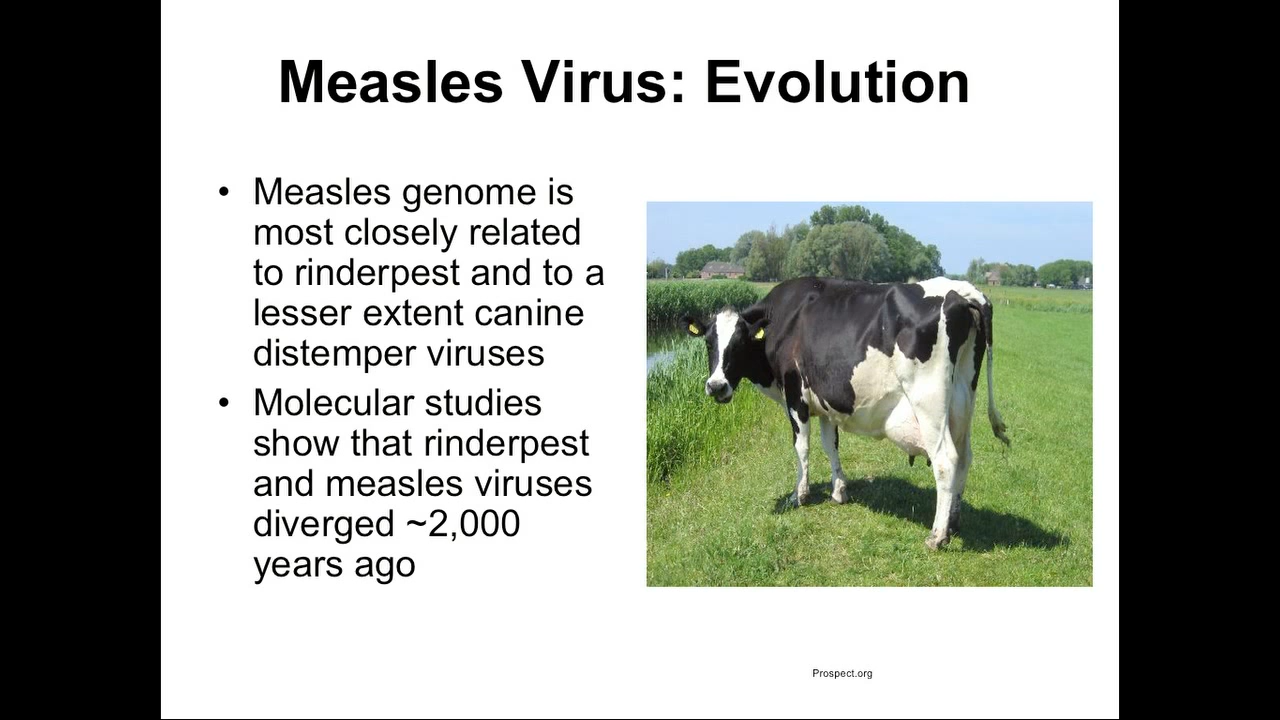 Measles Virus: Evolution
• Measles genome is
most closely related
to rinderpest and to a
lesser extent canine
distemper viruses
• Molecular studies
show that rinderpest
and measles viruses
diverged ~2,000
years ago
Prospect.org